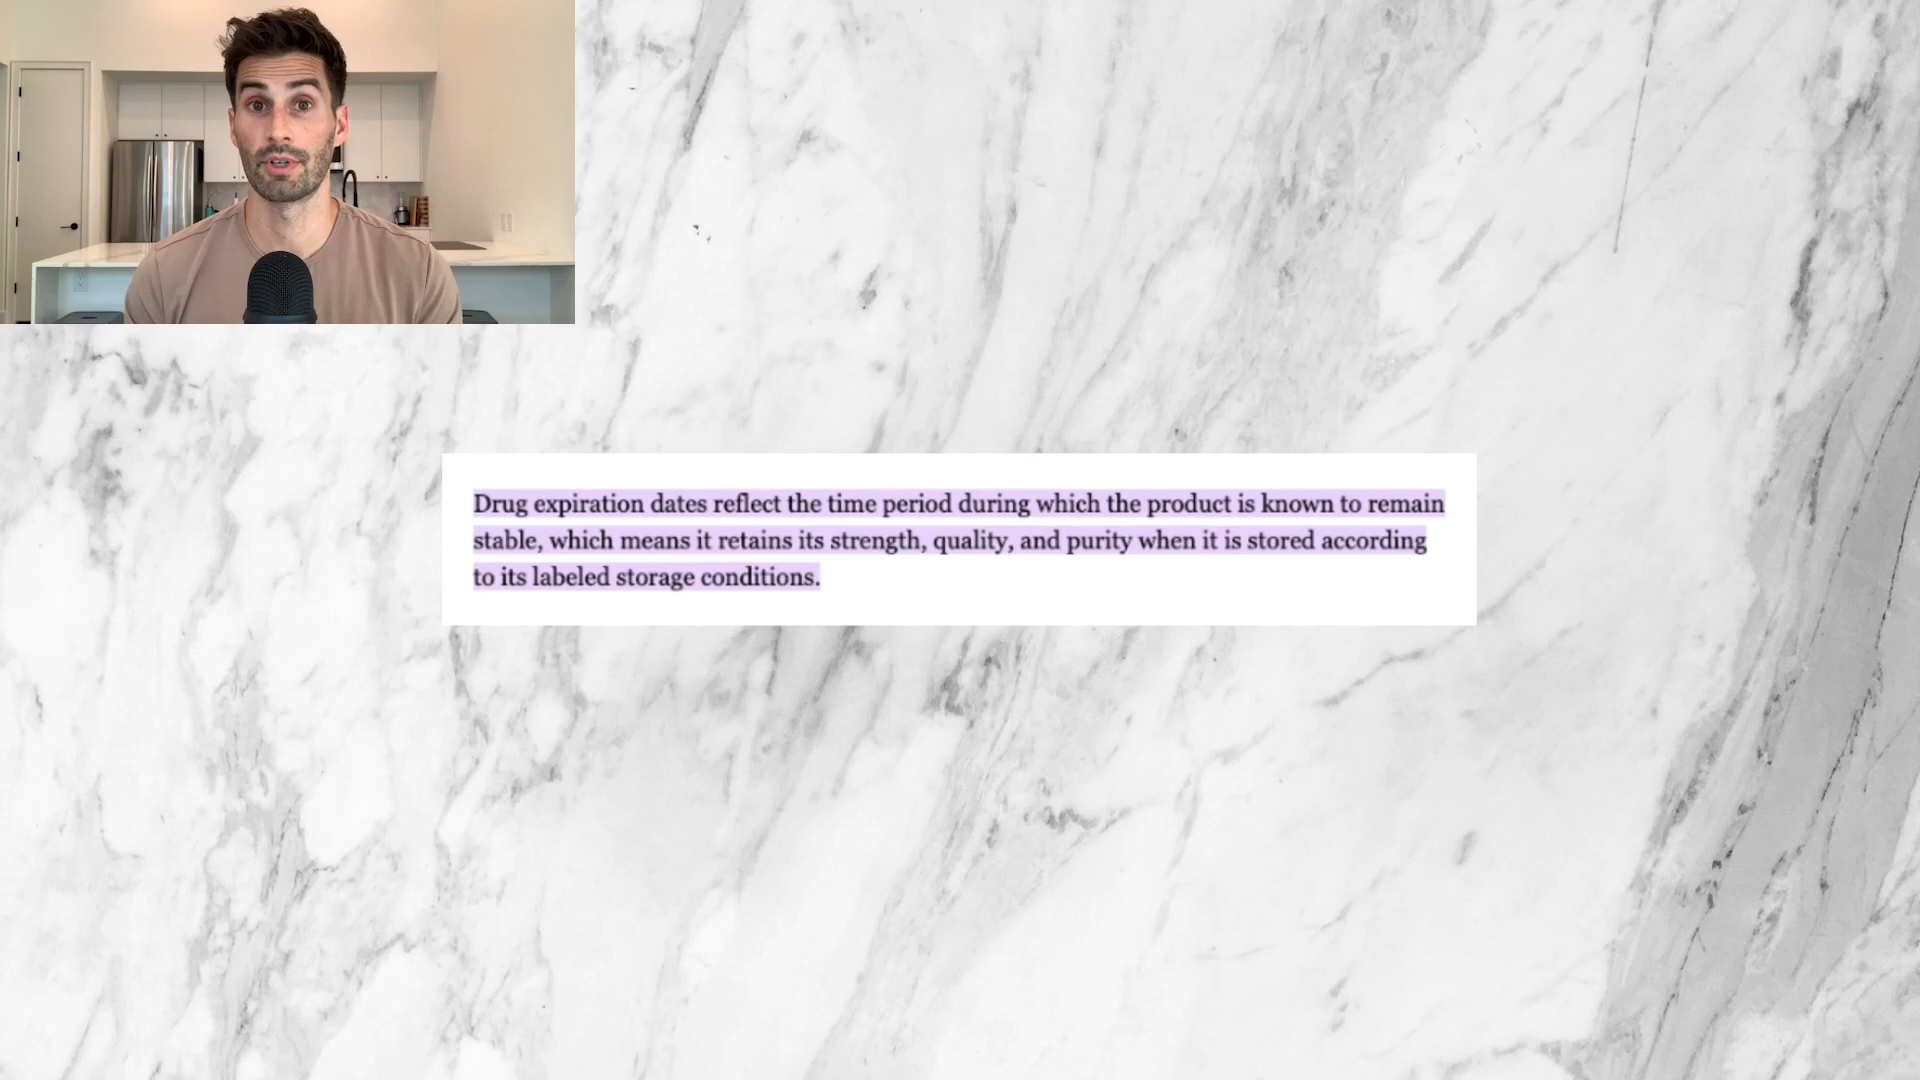 Drug expiration dates reflect the time period during which the product is known to remain
stable, which means it retains its strength, quality, and purity when it is stored according
to its labeled storage conditions.